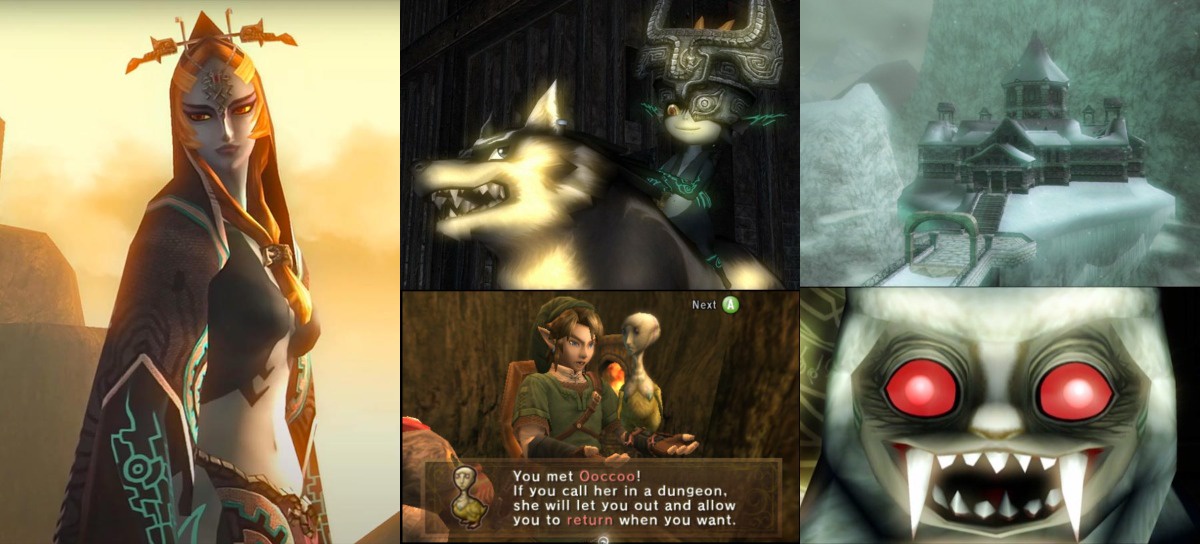 Next A
You met Ooccoo!
If you call her in a dungeon,
she will let you out and allow
you to return when you want.